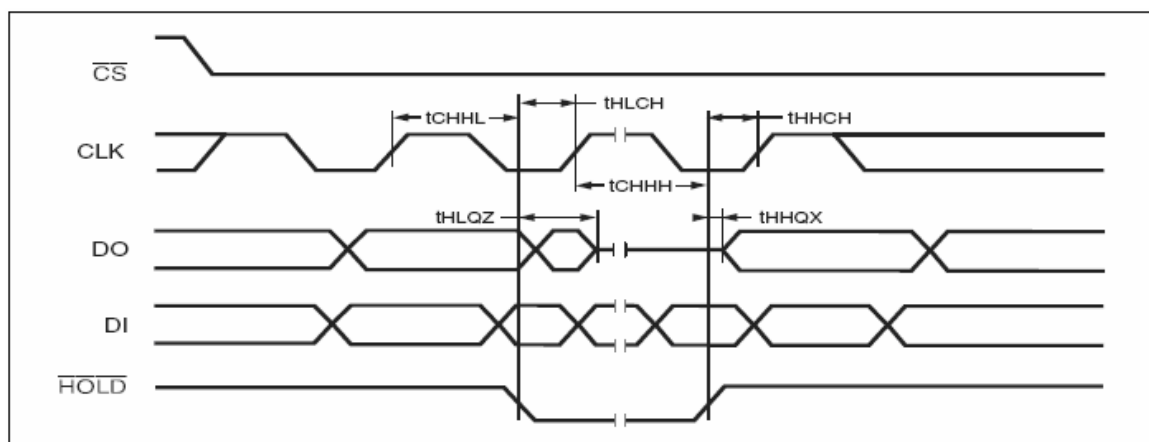 CS
tHLCH
tCHHL
tHHCH
CLK
tCHHH
tHLQZ
tHHQX
DO
DI
HOLD